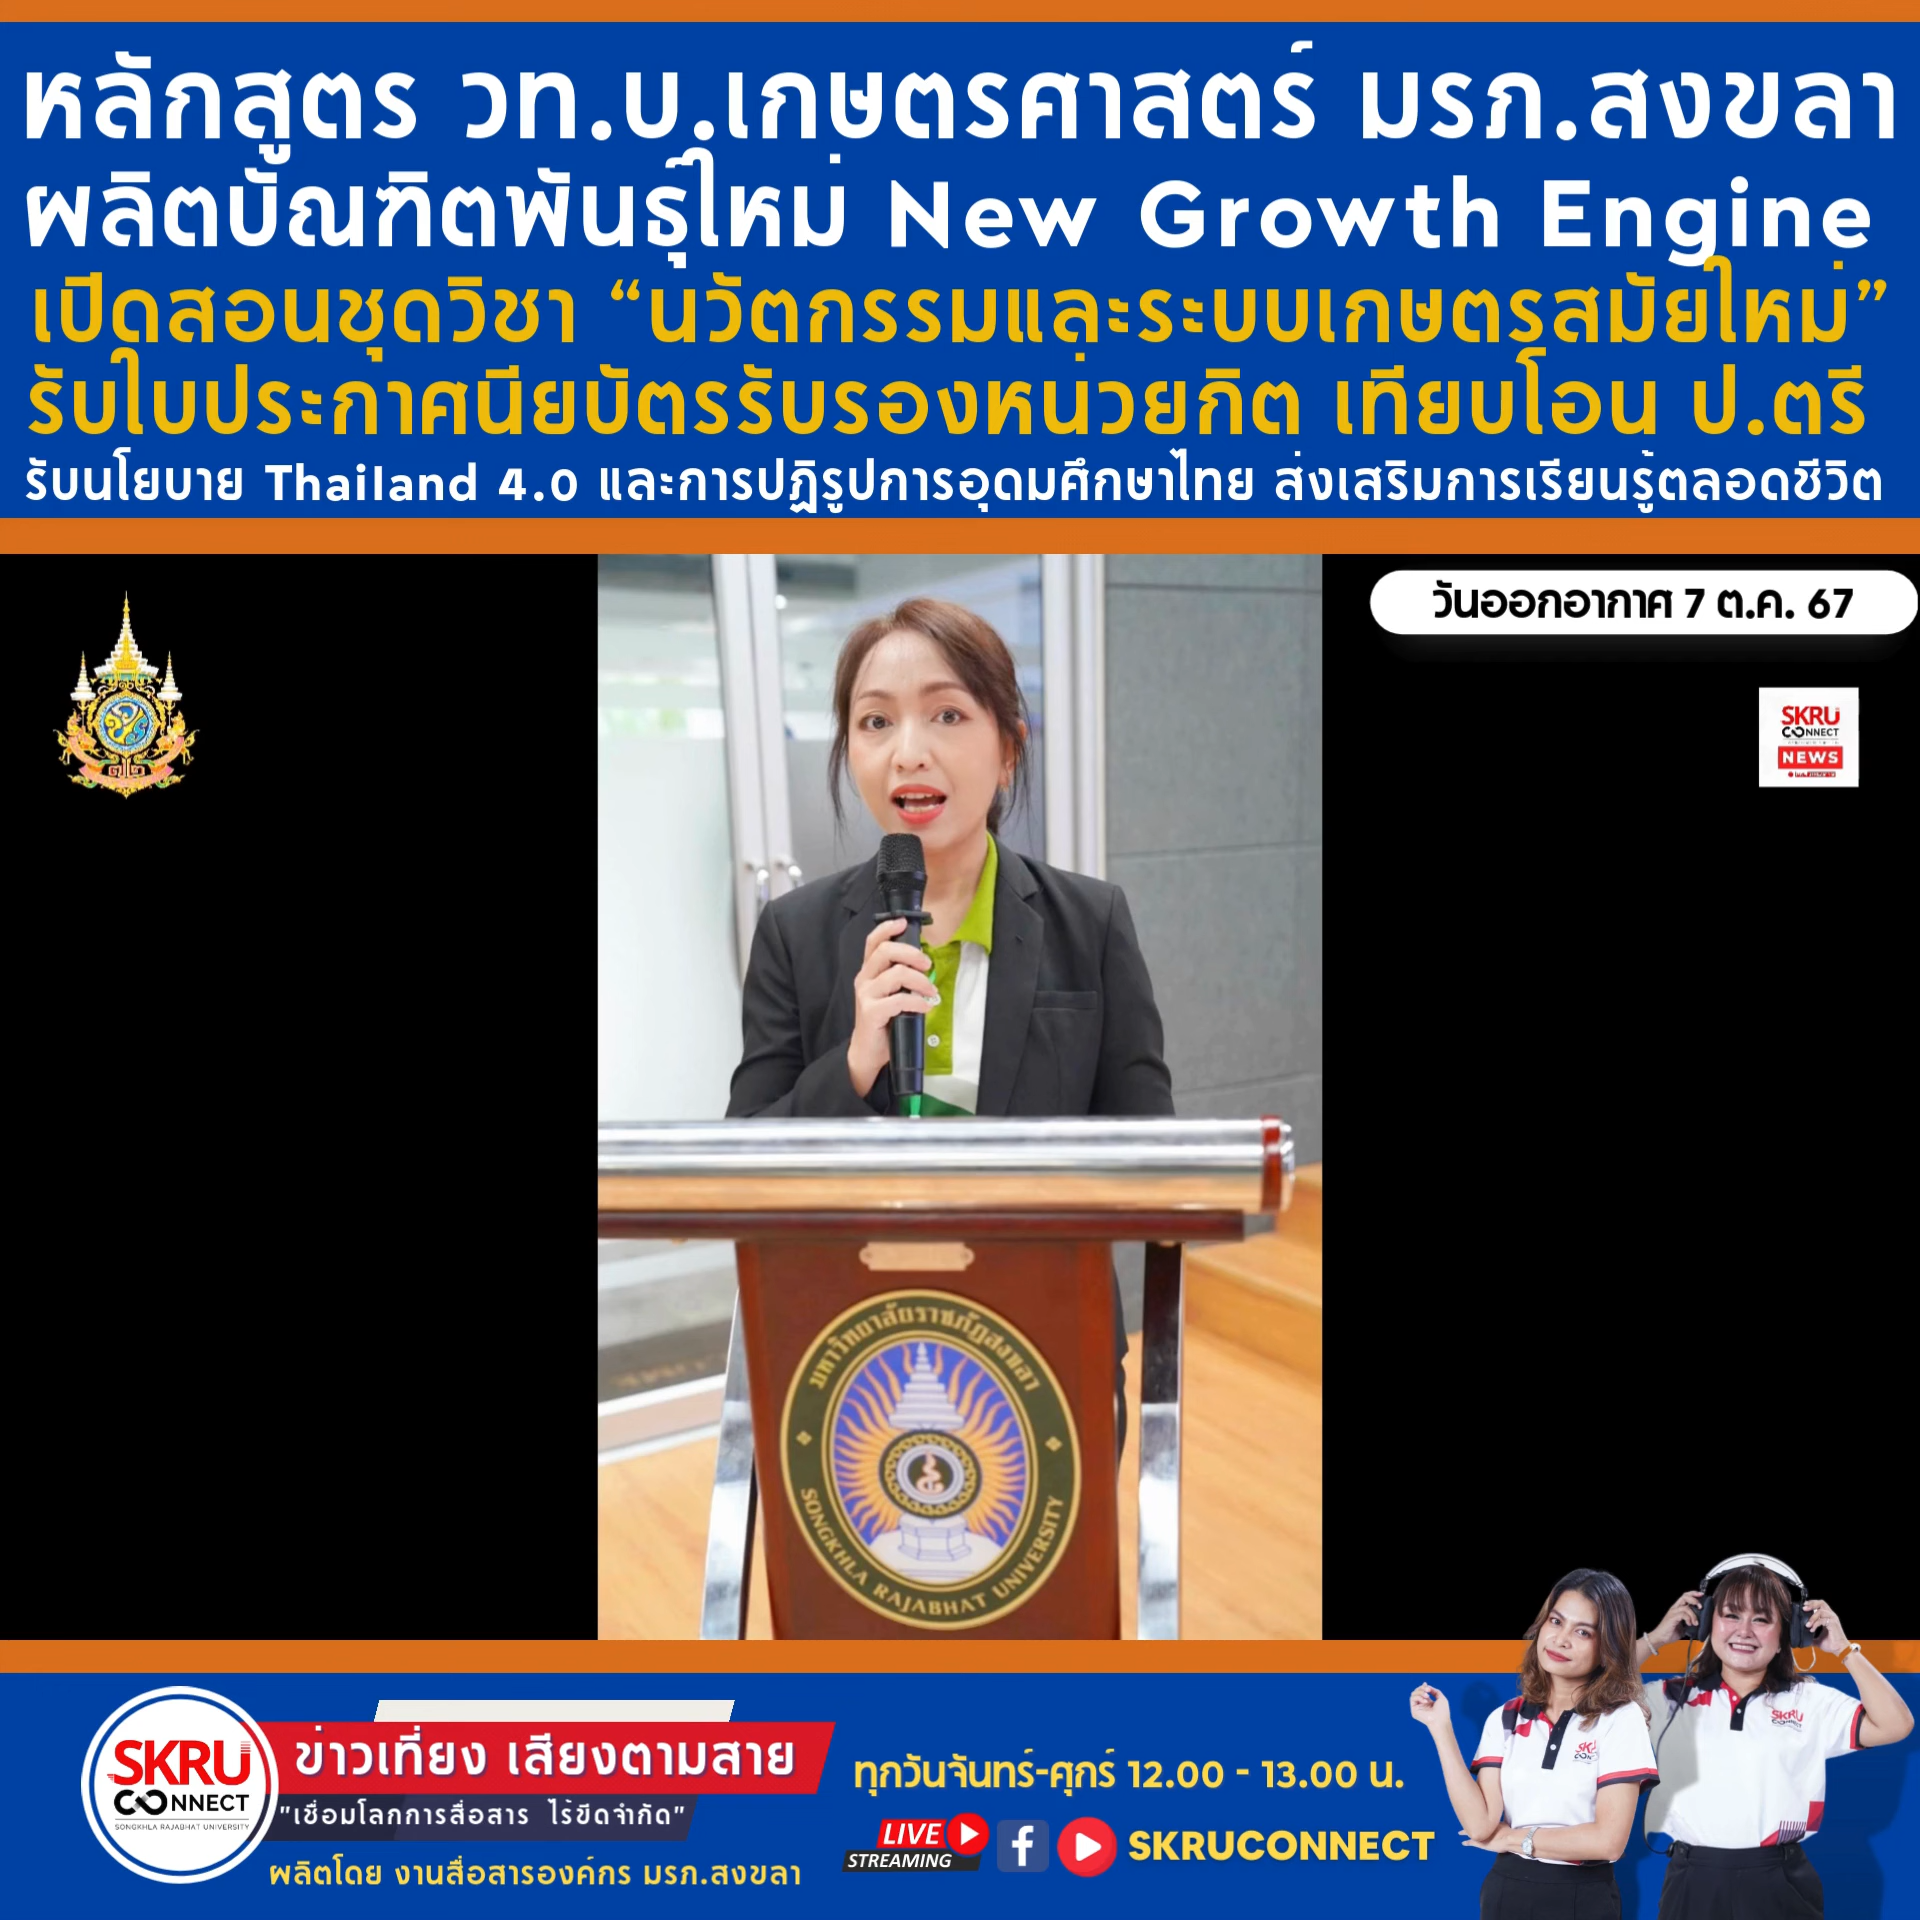 หลักสูตร วท.บ.เกษตรศาสตร์ มรภ.สงขลา
ผลิตบัณฑิตพันธุ์ใหม่ New Growth Engine
เปิดสอนชุดวิชา “นวัตกรรมและระบบเกษตรสมัยใหม่”
รับใบประกาศนียบัตรรับรองหน่วยกิต เทียบโอน ป.ตรี
รับนโยบาย Thailand 4.0 และการปฏิรูปการอุดมศึกษาไทย ส่งเสริมการเรียนรู้ตลอดชีวิต
วันออกอากาศ 7 ต.ค. 67
SKRU
CONNECT
NEWS
๗๒
มหาวิทยาลัยราชภัฏสงขลา
SONGKHLA RAJABHAT UNIVERSITY
SKRU
CONNECT
SONGKHLA RAJABHAT UNIVERSITY
ข่าวเที่ยง เสียงตามสาย
"เชื่อมโลกการสื่อสาร ไร้ขีดจำกัด"
ผลิตโดย งานสื่อสารองค์กร มรภ.สงขลา
ทุกวันจันทร์-ศุกร์ 12.00 - 13.00 น.
LIVE
STREAMING
SKRUCONNECT
SKRU
CONNECT